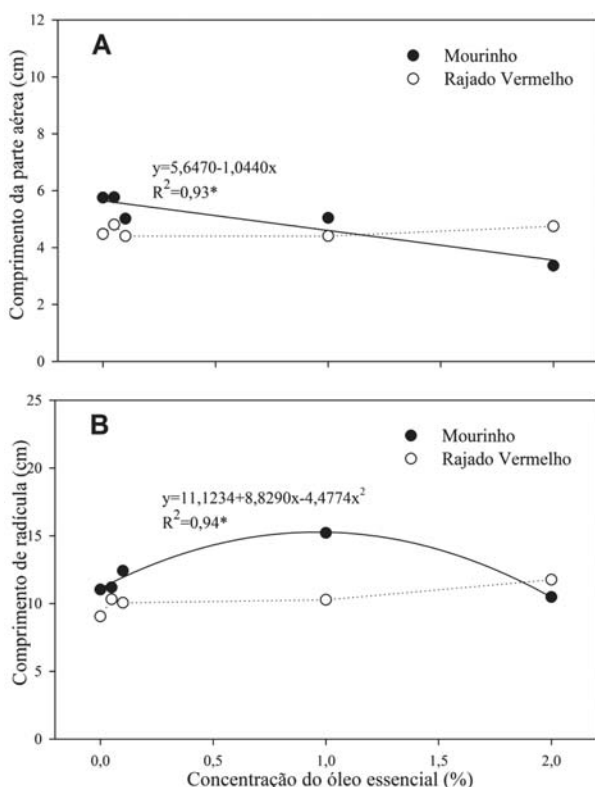 A
Mourinho
Rajado Vermelho
y=5,6470-1,0440x
R²=0,93*
Comprimento da parte aérea (cm)
12
10
8
6
4
2
0
B
Mourinho
Rajado Vermelho
y=11,1234+8,8290x-4,4774x²
R²=0,94*
Comprimento de radícula (cm)
25
20
15
10
5
0
0,0 0,5 1,0 1,5 2,0
Concentração do óleo essencial (%)